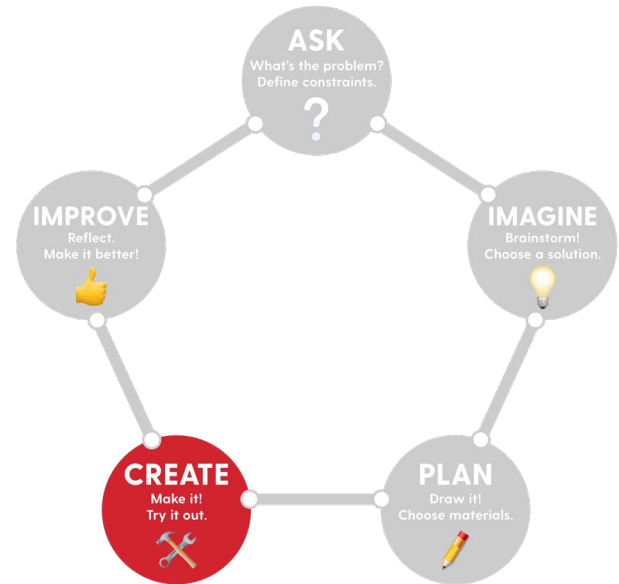 ASK
What's the problem?
Define constraints.
?
IMAGINE
Brainstorm!
Choose a solution.
PLAN
Draw it!
Choose materials.
CREATE
Make it!
Try it out.
IMPROVE
Reflect.
Make it better!